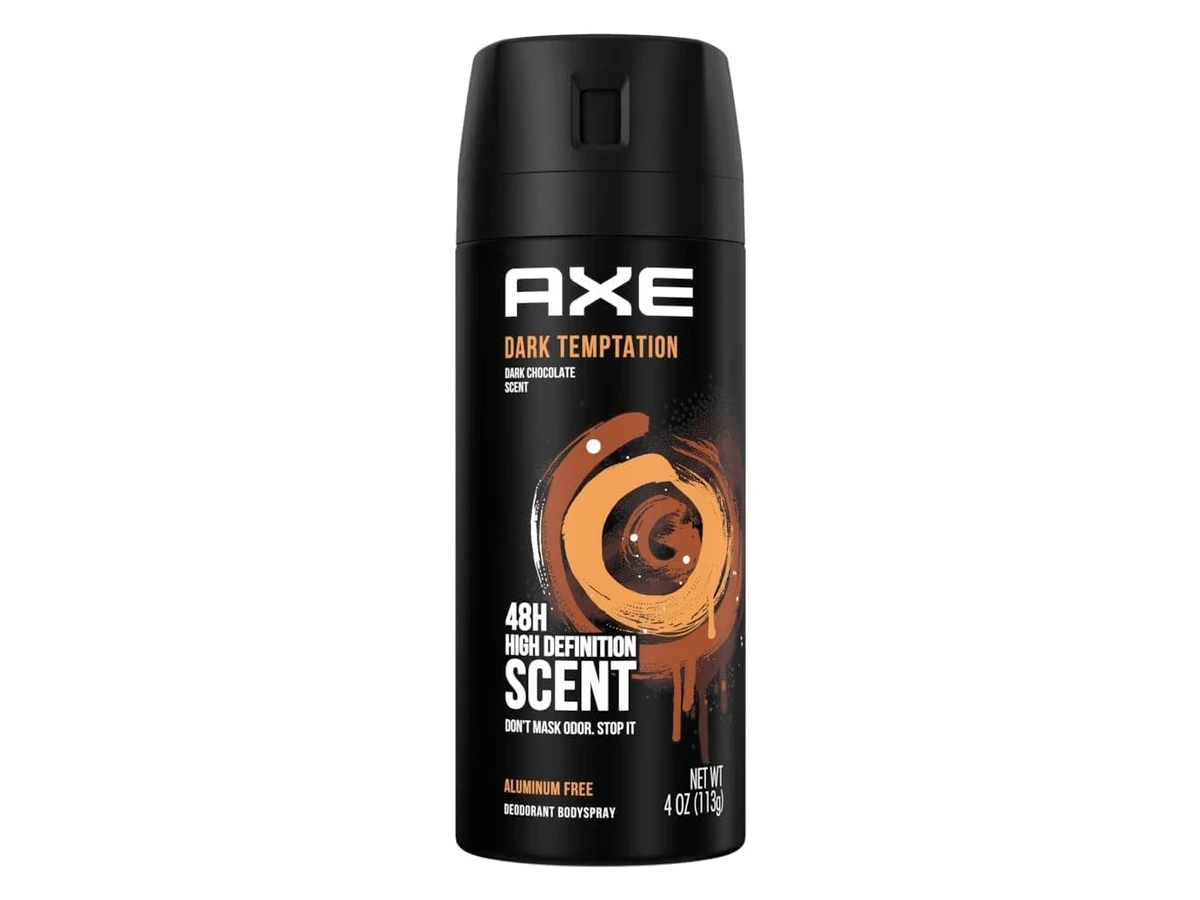 AXE
DARK TEMPTATION
DARK CHOCOLATE
SCENT
48H
HIGH DEFINITION
SCENT
DON'T MASK ODOR. STOP IT
ALUMINUM FREE
DEODORANT BODYSPRAY
NET WT
4 OZ (113g)